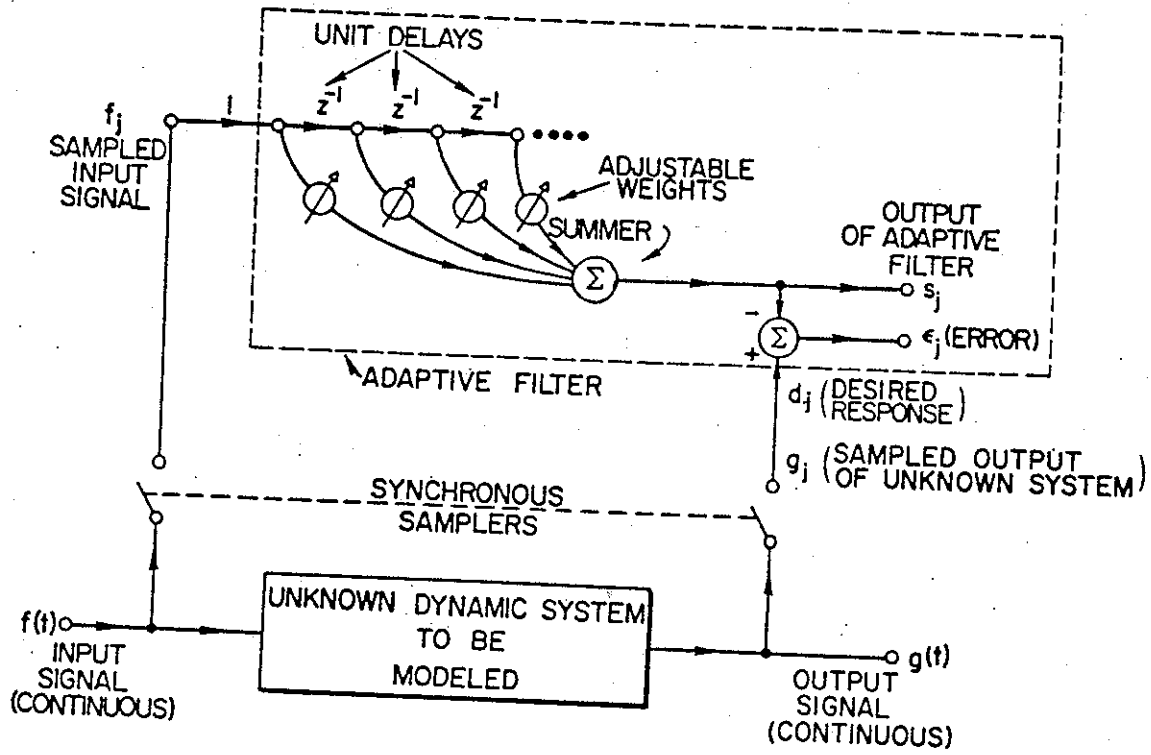 UNIT DELAYS
z⁻¹ z⁻¹ z⁻¹
f_j
1
SAMPLED
INPUT
SIGNAL
ADJUSTABLE
WEIGHTS
SUMMER
Σ
OUTPUT
OF ADAPTIVE
FILTER
s_j
−
+
Σ
ϵ_j (ERROR)
ADAPTIVE FILTER
d_j (DESIRED
RESPONSE)
g_j (SAMPLED OUTPUT
OF UNKNOWN SYSTEM)
SYNCHRONOUS
SAMPLERS
f(t)
INPUT
SIGNAL
(CONTINUOUS)
UNKNOWN DYNAMIC SYSTEM
TO BE
MODELED
g(t)
OUTPUT
SIGNAL
(CONTINUOUS)